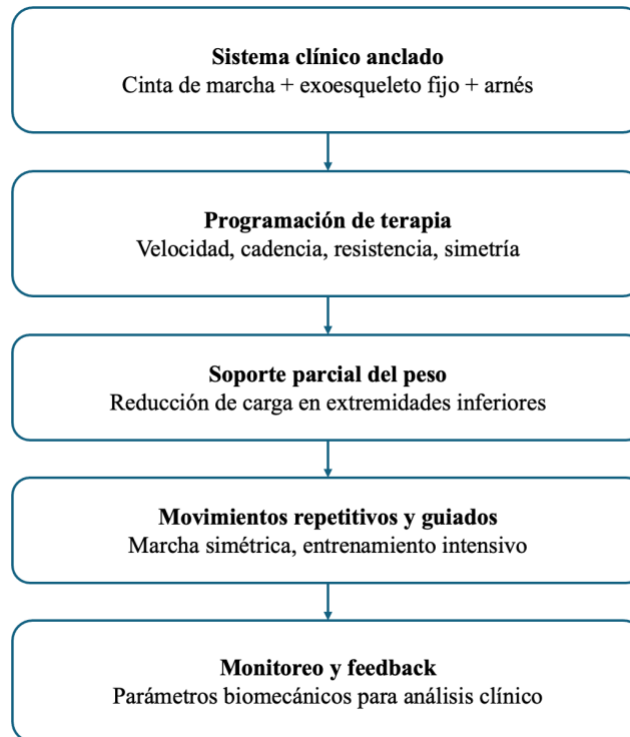 Sistema clínico anclado
Cinta de marcha + exoesqueleto fijo + arnés
Programación de terapia
Velocidad, cadencia, resistencia, simetría
Soporte parcial del peso
Reducción de carga en extremidades inferiores
Movimientos repetitivos y guiados
Marcha simétrica, entrenamiento intensivo
Monitoreo y feedback
Parámetros biomecánicos para análisis clínico